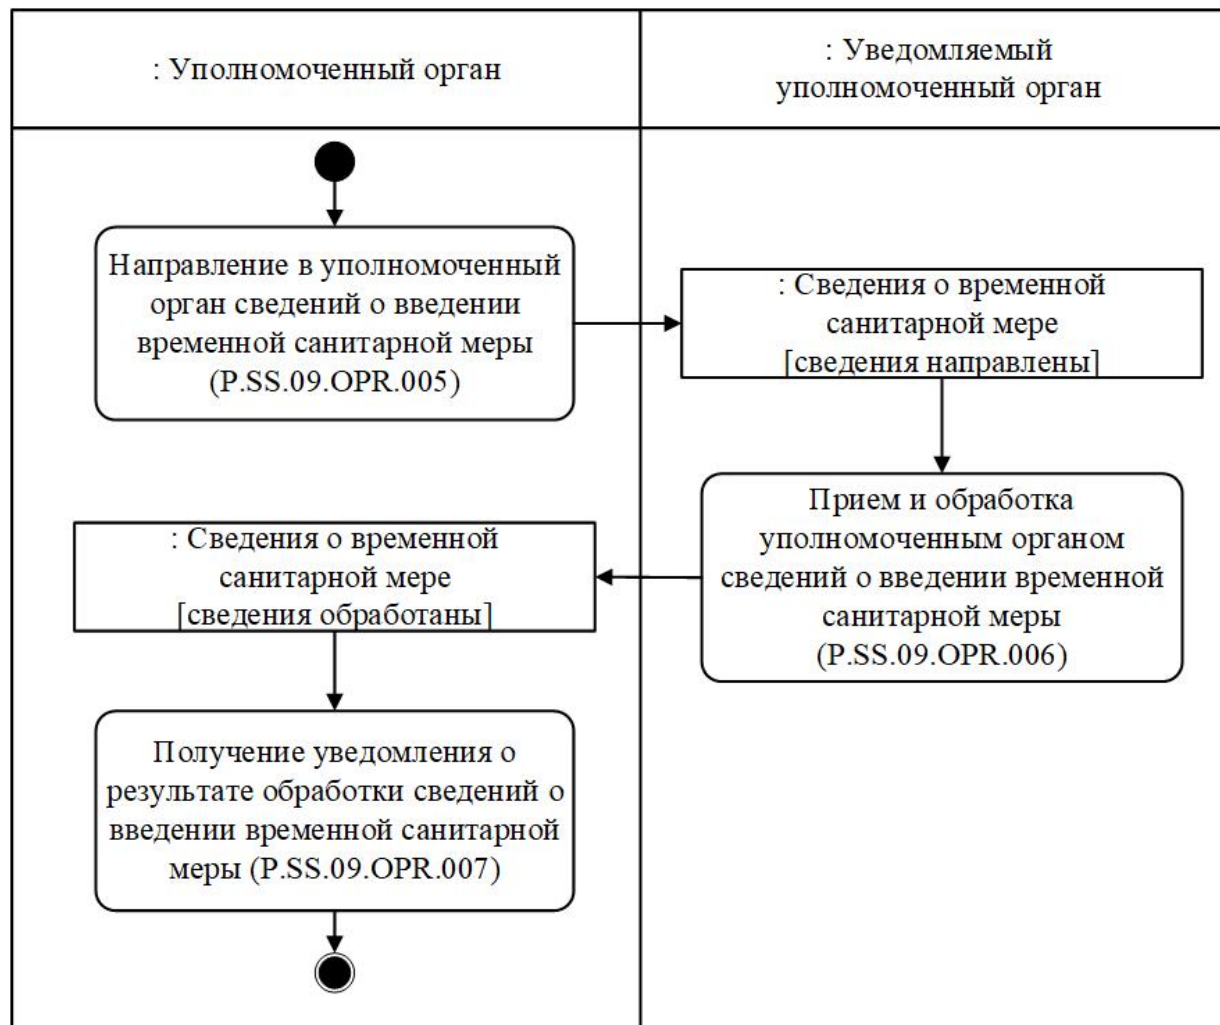 : Уполномоченный орган
: Уведомляемый
уполномоченный орган
Направление в уполномоченный
орган сведений о введении
временной санитарной меры
(P.SS.09.OPR.005)
: Сведения о временной
санитарной мере
[сведения направлены]
Прием и обработка
уполномоченным органом
сведений о введении временной
санитарной меры
(P.SS.09.OPR.006)
: Сведения о временной
санитарной мере
[сведения обработаны]
Получение уведомления о
результате обработки сведений о
введении временной санитарной
меры (P.SS.09.OPR.007)